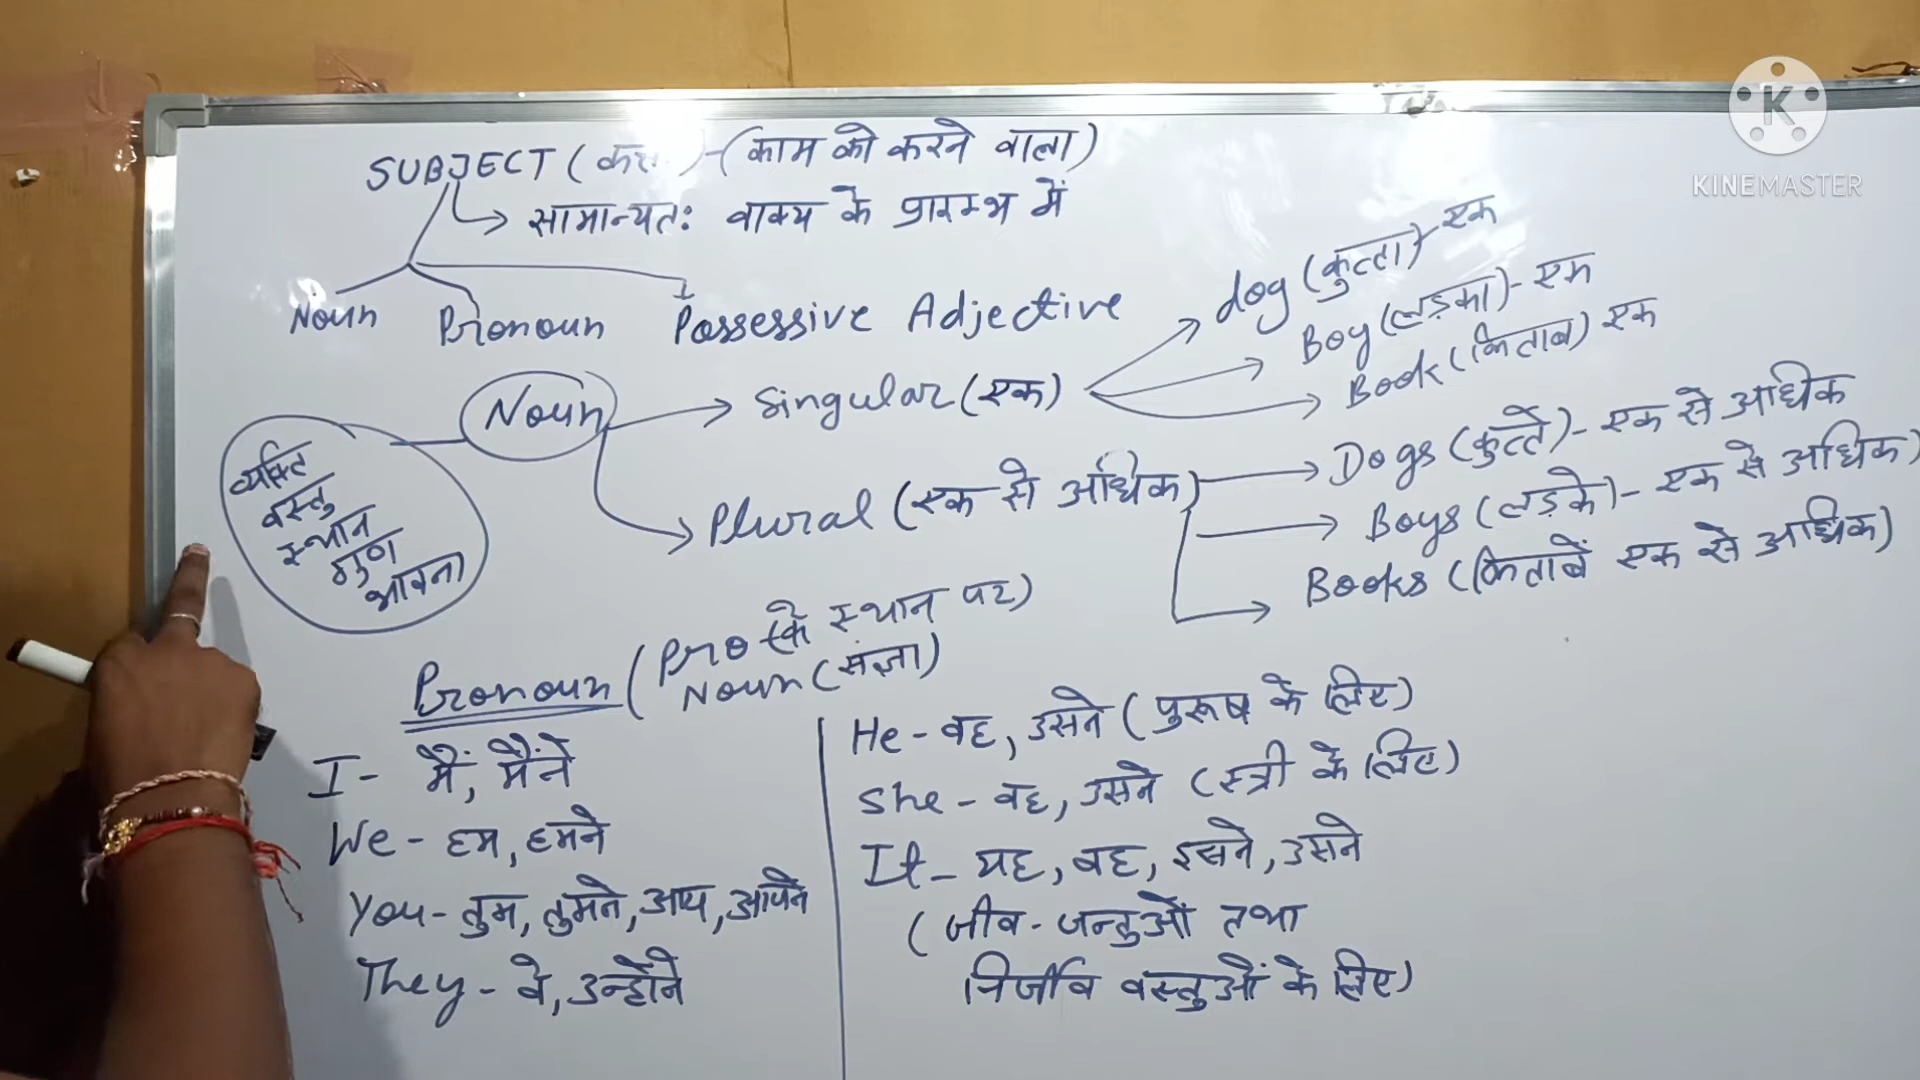 SUBJECT (कर्त्ता) - (काम को करने वाला)
→ सामान्यतः वाक्य के प्रारम्भ में
Noun Pronoun Possessive Adjective
Noun
व्यक्ति
वस्तु
स्थान
गुण
भावना
→ Singular (एक)
dog (कुत्ता) - एक
→ Boy (लड़का) - एक
→ Book (किताब) एक
→ Plural (एक से अधिक)
→ Dogs (कुत्ते) - एक से अधिक
→ Boys (लड़के) - एक से अधिक)
→ Books (किताबें एक से अधिक)
Pronoun (Pro (के स्थान पर)
Noun (संज्ञा)
I - मैं, मैंने
We - हम, हमने
You - तुम, तुमने, आप, आपने
They - वे, उन्होंने
He - वह, उसने (पुरूष के लिए)
She - वह, उसने (स्त्री के लिए)
It - यह, वह, इसने, उसने
(जीव - जन्तुओं तथा
निर्जीव वस्तुओं के लिए)
K
KINEMASTER